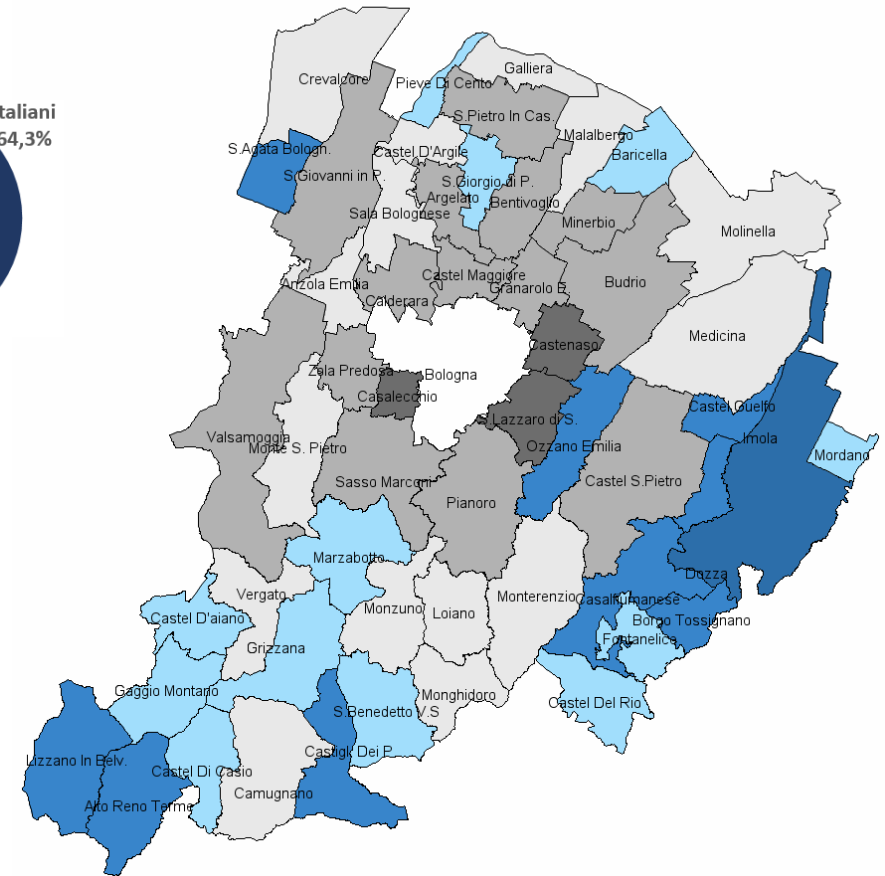 taliani
64,3%
Galliera
Crevalcore
Pieve Di Cento
S.Pietro In Cas.
Malalbergo
S.Agata Bologn.
Castel D'Argile
Baricella
S.Giovanni in P.
S.Giorgio di P.
Argelato
Bentivoglio
Sala Bolognese
Minerbio
Molinella
Castel Maggiore
Anzola Emilia
Budrio
Granarolo E.
Calderara
Medicina
Castenaso
Zola Predosa
Bologna
Casalecchio
Castel Guelfo
S.Lazzaro di S.
Valsamoggia
Imola
Ozzano Emilia
Monte S. Pietro
Mordano
Sasso Marconi
Castel S.Pietro
Pianoro
Marzabotto
Dozza
Vergato
Monterenzio
Casalfiumanese
Monzuno
Loiano
Castel D'aiano
Borgo Tossignano
Fontanelice
Grizzana
Gaggio Montano
Monghidoro
Castel Del Rio
S.Benedetto V.S
Castigl. Dei P.
Lizzano In Belv.
Castel Di Casio
Camugnano
Alto Reno Terme